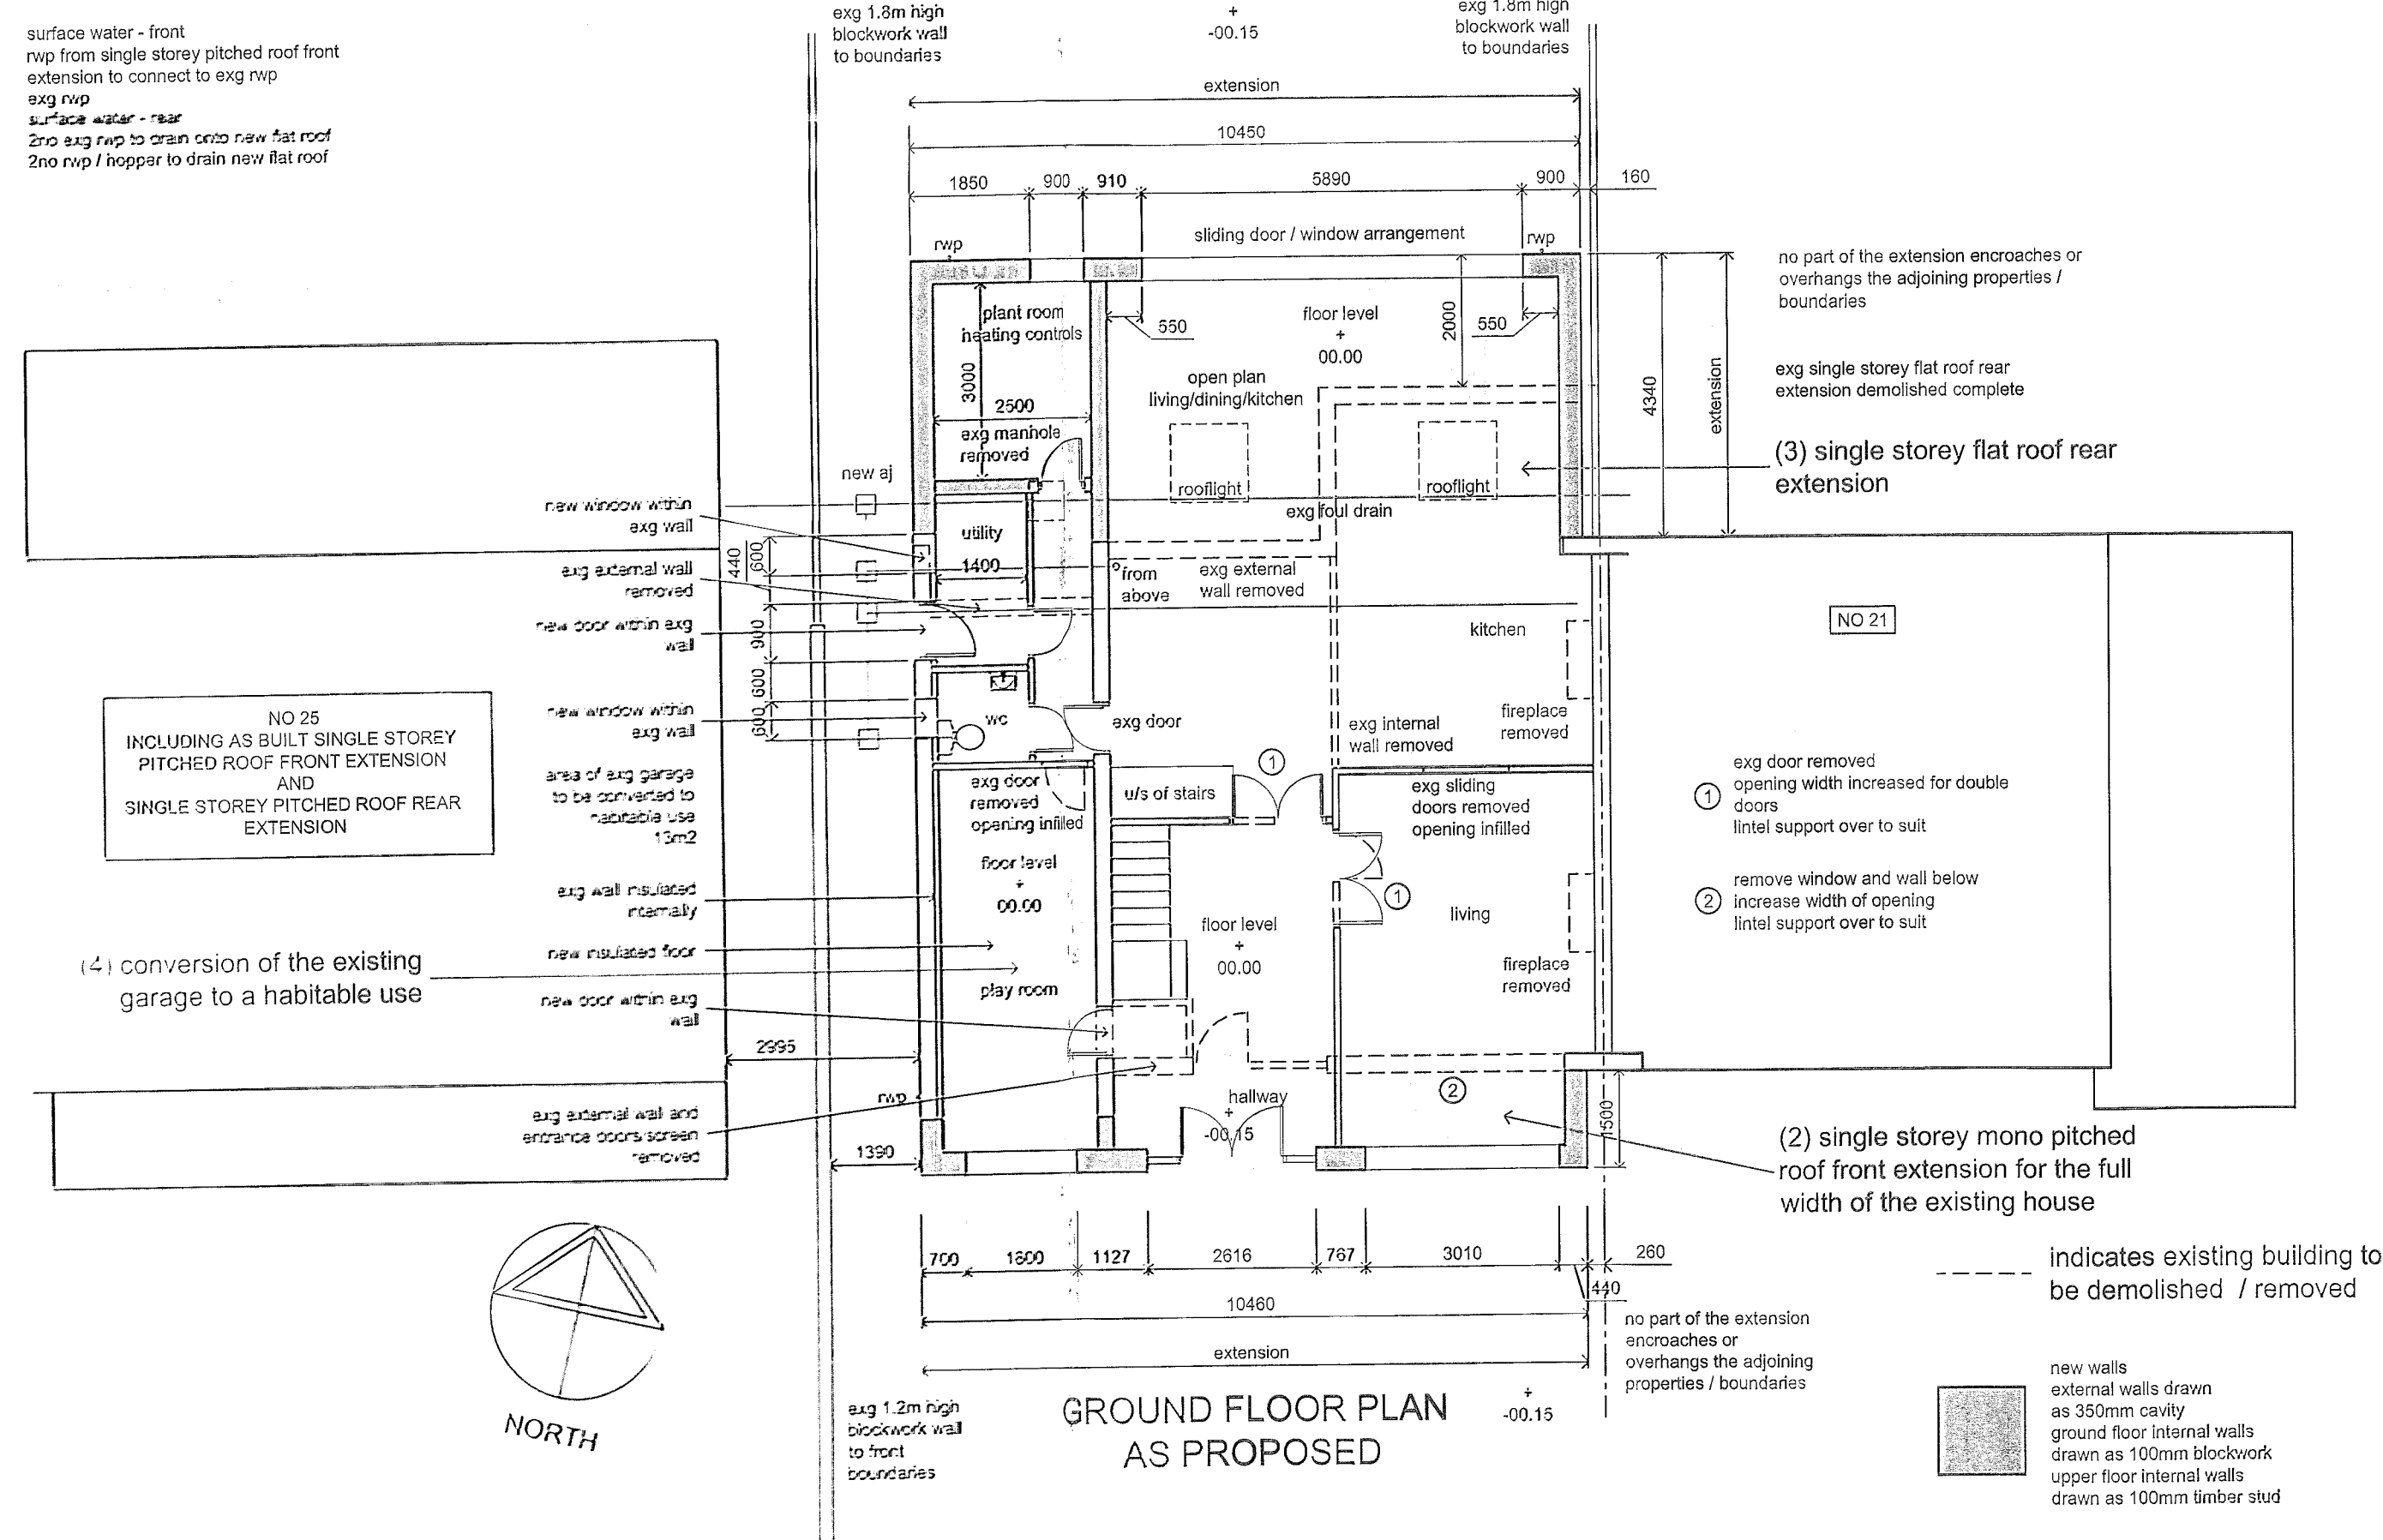 surface water - front
rwp from single storey pitched roof front
extension to connect to exg rwp
exg rwp
surface water - rear
2no exg rwp to drain onto new flat roof
2no rwp / hopper to drain new flat roof
exg 1.8m high
blockwork wall
to boundaries
+
-00.15
exg 1.8m high
blockwork wall
to boundaries
extension
10450
1850
900
910
5890
900
160
rwp
sliding door / window arrangement
rwp
no part of the extension encroaches or
overhangs the adjoining properties /
boundaries
plant room
heating controls
3000
2500
exg manhole
removed
550
floor level
+
00.00
2000
550
open plan
living/dining/kitchen
4340
extension
exg single storey flat roof rear
extension demolished complete
(3) single storey flat roof rear
extension
rooflight
rooflight
new aj
new window within
exg wall
utility
exg foul drain
440
600
1400
exg external wall
removed
from
above
exg external
wall removed
new door within exg
wall
900
kitchen
NO 21
600
600
new window within
exg wall
wc
exg door
exg internal
wall removed
fireplace
removed
NO 25
INCLUDING AS BUILT SINGLE STOREY
PITCHED ROOF FRONT EXTENSION
AND
SINGLE STOREY PITCHED ROOF REAR
EXTENSION
area of exg garage
to be converted to
habitable use
13m2
exg door
removed
opening infilled
u/s of stairs
1
exg sliding
doors removed
opening infilled
1
exg door removed
opening width increased for double
doors
lintel support over to suit
2
remove window and wall below
increase width of opening
lintel support over to suit
floor level
+
00.00
exg wall insulated
internally
1
living
floor level
+
00.00
new insulated floor
(4) conversion of the existing
garage to a habitable use
play room
fireplace
removed
new door within exg
wall
2995
rwp
hallway
+
-00.15
2
1500
exg external wall and
entrance doors/screen
removed
1390
(2) single storey mono pitched
roof front extension for the full
width of the existing house
700
1800
1127
2616
767
3010
260
440
10460
extension
indicates existing building to
be demolished / removed
no part of the extension
encroaches or
overhangs the adjoining
properties / boundaries
NORTH
exg 1.2m high
blockwork wall
to front
boundaries
GROUND FLOOR PLAN
AS PROPOSED
+
-00.15
new walls
external walls drawn
as 350mm cavity
ground floor internal walls
drawn as 100mm blockwork
upper floor internal walls
drawn as 100mm timber stud